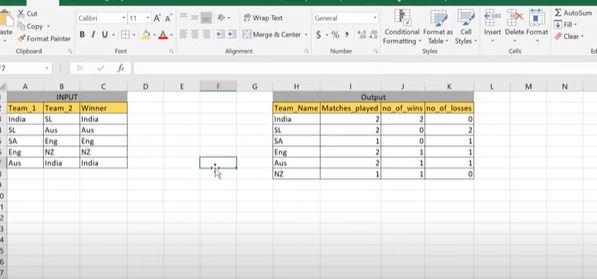 Cut
Copy
Format Painter
Clipboard
Calibri
11
B I U
Font
Wrap Text
Merge & Center
Alignment
General
$ % ,
Number
Conditional Formatting
Format as Table
Cell Styles
Styles
Insert Delete Format
Cells
AutoSum
Fill
Clear
fx
A B C D E F G H I J K L M N
INPUT Output
Team_1 Team_2 Winner Team_Name Matches_played no_of_wins no_of_losses
India SL India India 2 2 0
SL Aus Aus SL 2 0 2
SA Eng Eng SA 1 0 1
Eng NZ NZ Eng 2 1 1
Aus India India Aus 2 1 1
NZ 1 1 0